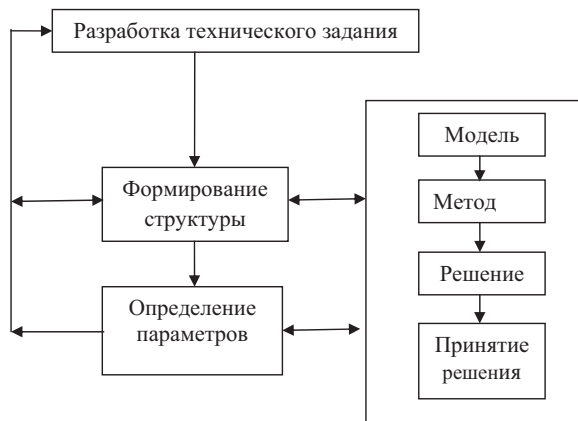 Разработка технического задания
Формирование
структуры
Определение
параметров
Модель
Метод
Решение
Принятие
решения